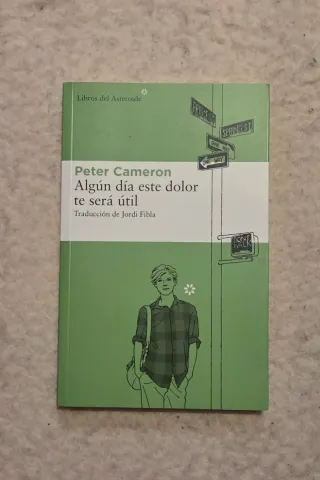 Libros del Asteroide
Peter Cameron
Algún día este dolor
te será útil
Traducción de Jordi Fibla